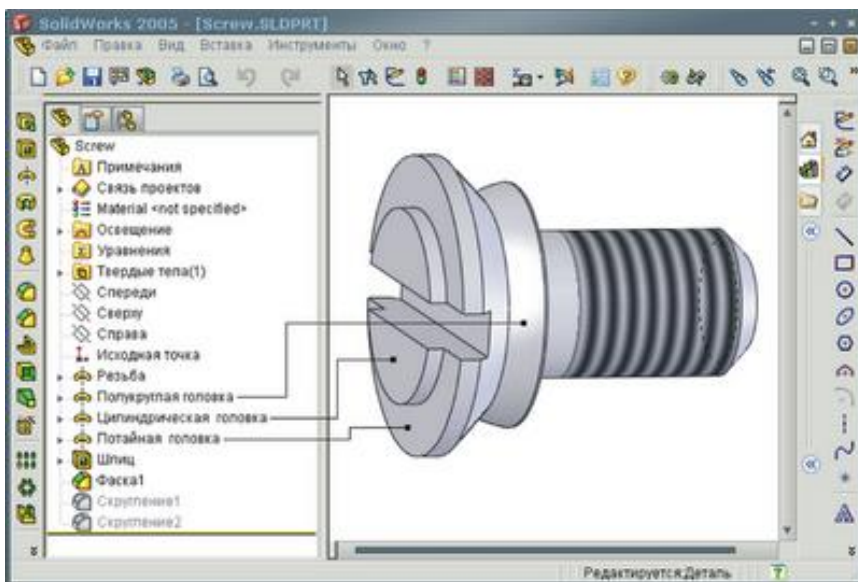 SolidWorks 2005 - [Screw.SLDPRT]
Файл Правка Вид Вставка Инструменты Окно ?
Screw
Примечания
Связь проектов
Material <not specified>
Освещение
Уравнения
Твердые тела(1)
Спереди
Сверху
Справа
Исходная точка
Резьба
Полукруглая головка
Цилиндрическая головка
Потайная головка
Шлиц
Фаска1
Скругление1
Скругление2
Редактируется:Деталь